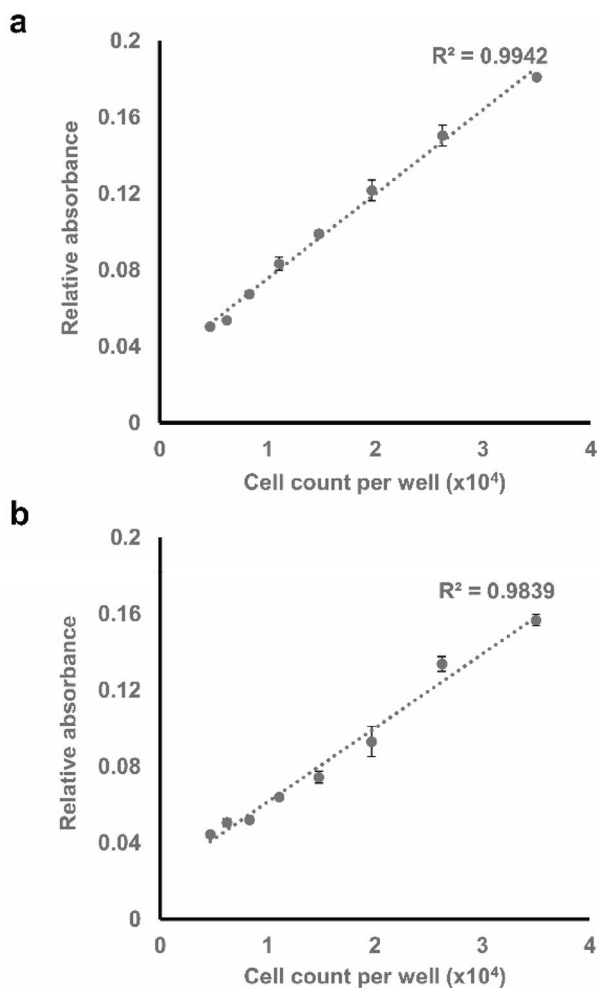 a
0.2
R² = 0.9942
0.16
0.12
0.08
0.04
0
Relative absorbance
0 1 2 3 4
Cell count per well (x10⁴)
b
0.2
R² = 0.9839
0.16
0.12
0.08
0.04
0
Relative absorbance
0 1 2 3 4
Cell count per well (x10⁴)